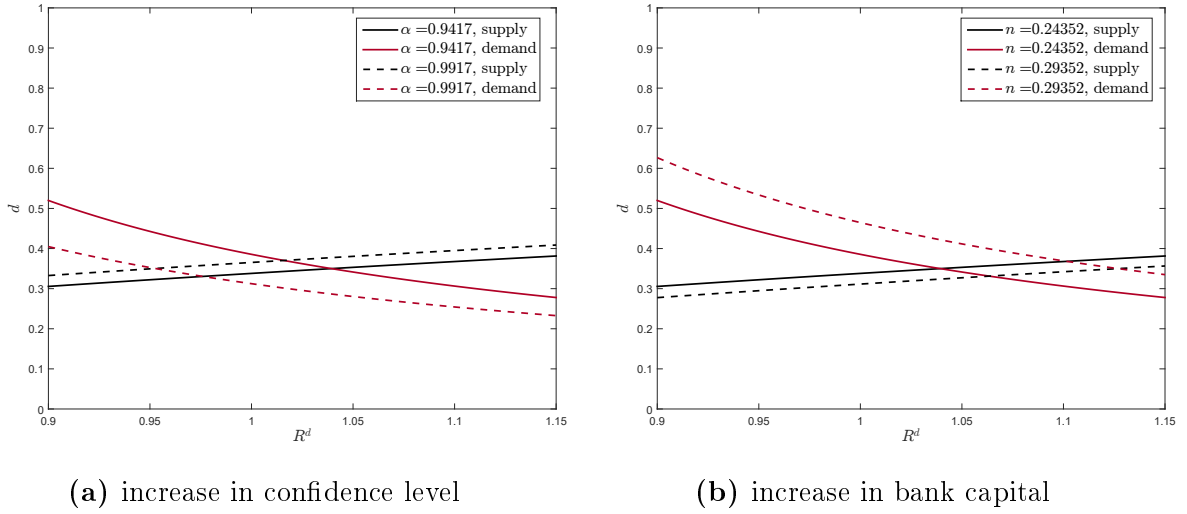 1
0.9
0.8
0.7
0.6
0.5
0.4
0.3
0.2
0.1
0
d
0.9
0.95
1
1.05
1.1
1.15
R^d
α =0.9417, supply
α =0.9417, demand
α =0.9917, supply
α =0.9917, demand
(a) increase in confidence level
1
0.9
0.8
0.7
0.6
0.5
0.4
0.3
0.2
0.1
0
d
0.9
0.95
1
1.05
1.1
1.15
R^d
n =0.24352, supply
n =0.24352, demand
n =0.29352, supply
n =0.29352, demand
(b) increase in bank capital